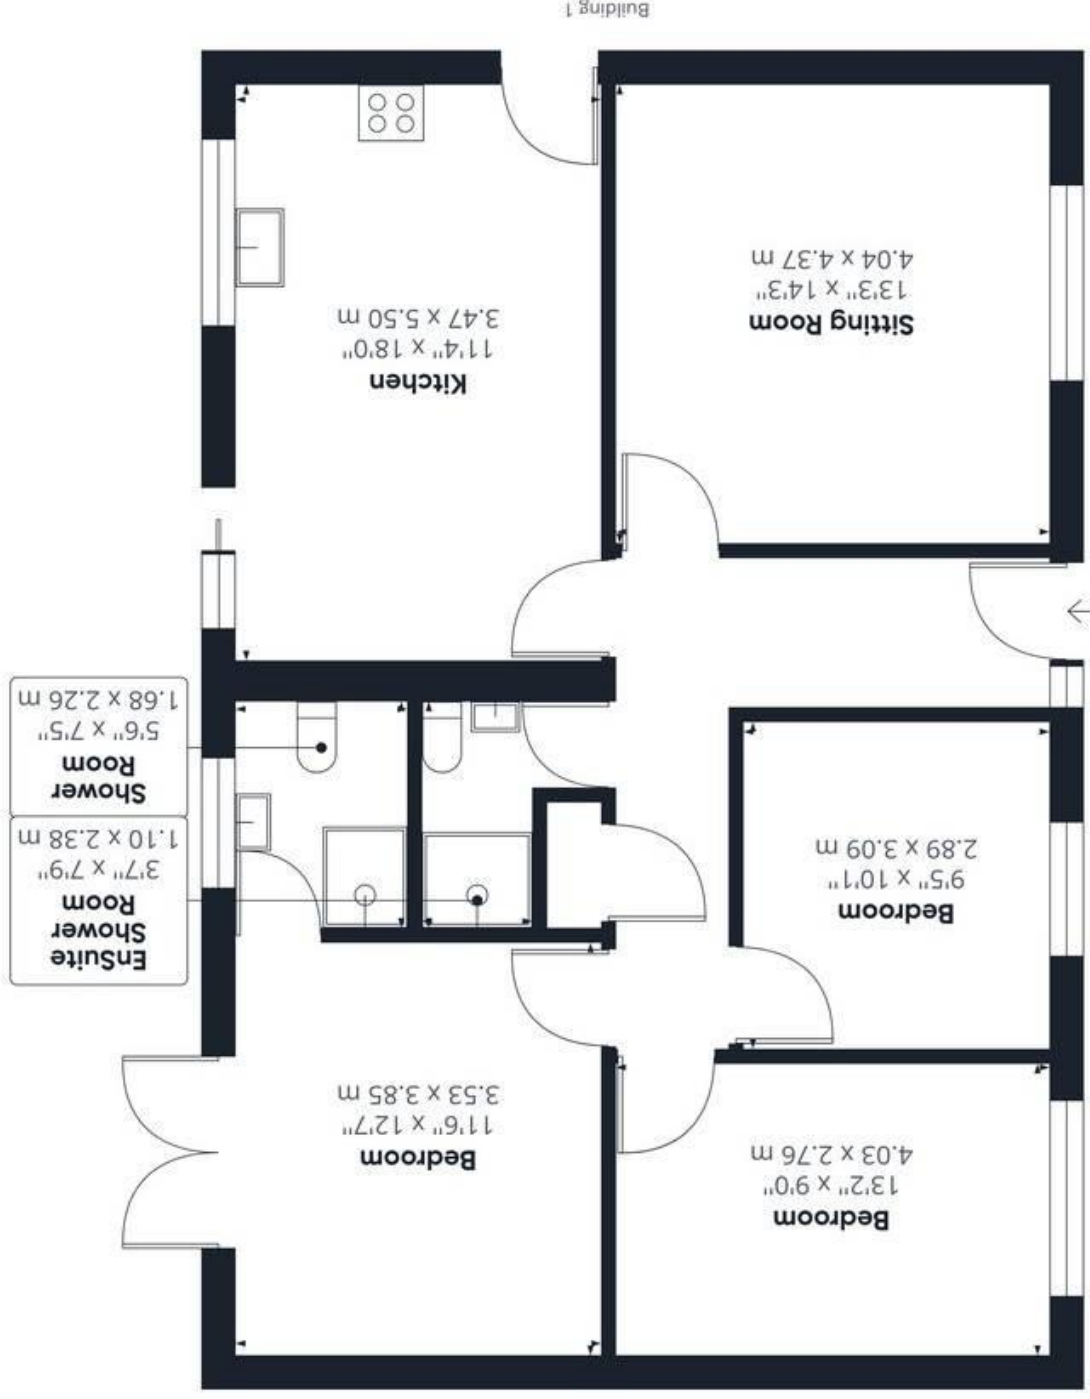 Bedroom
13'2" x 9'0"
4.03 x 2.76 m
Bedroom
11'6" x 12'7"
3.53 x 3.85 m
Bedroom
9'5" x 10'1"
2.89 x 3.09 m
EnSuite
Shower
Room
3'7" x 7'9"
1.10 x 2.38 m
Shower
Room
5'6" x 7'5"
1.68 x 2.26 m
Sitting Room
13'3" x 14'3"
4.04 x 4.37 m
Kitchen
11'4" x 18'0"
3.47 x 5.50 m
Building 1